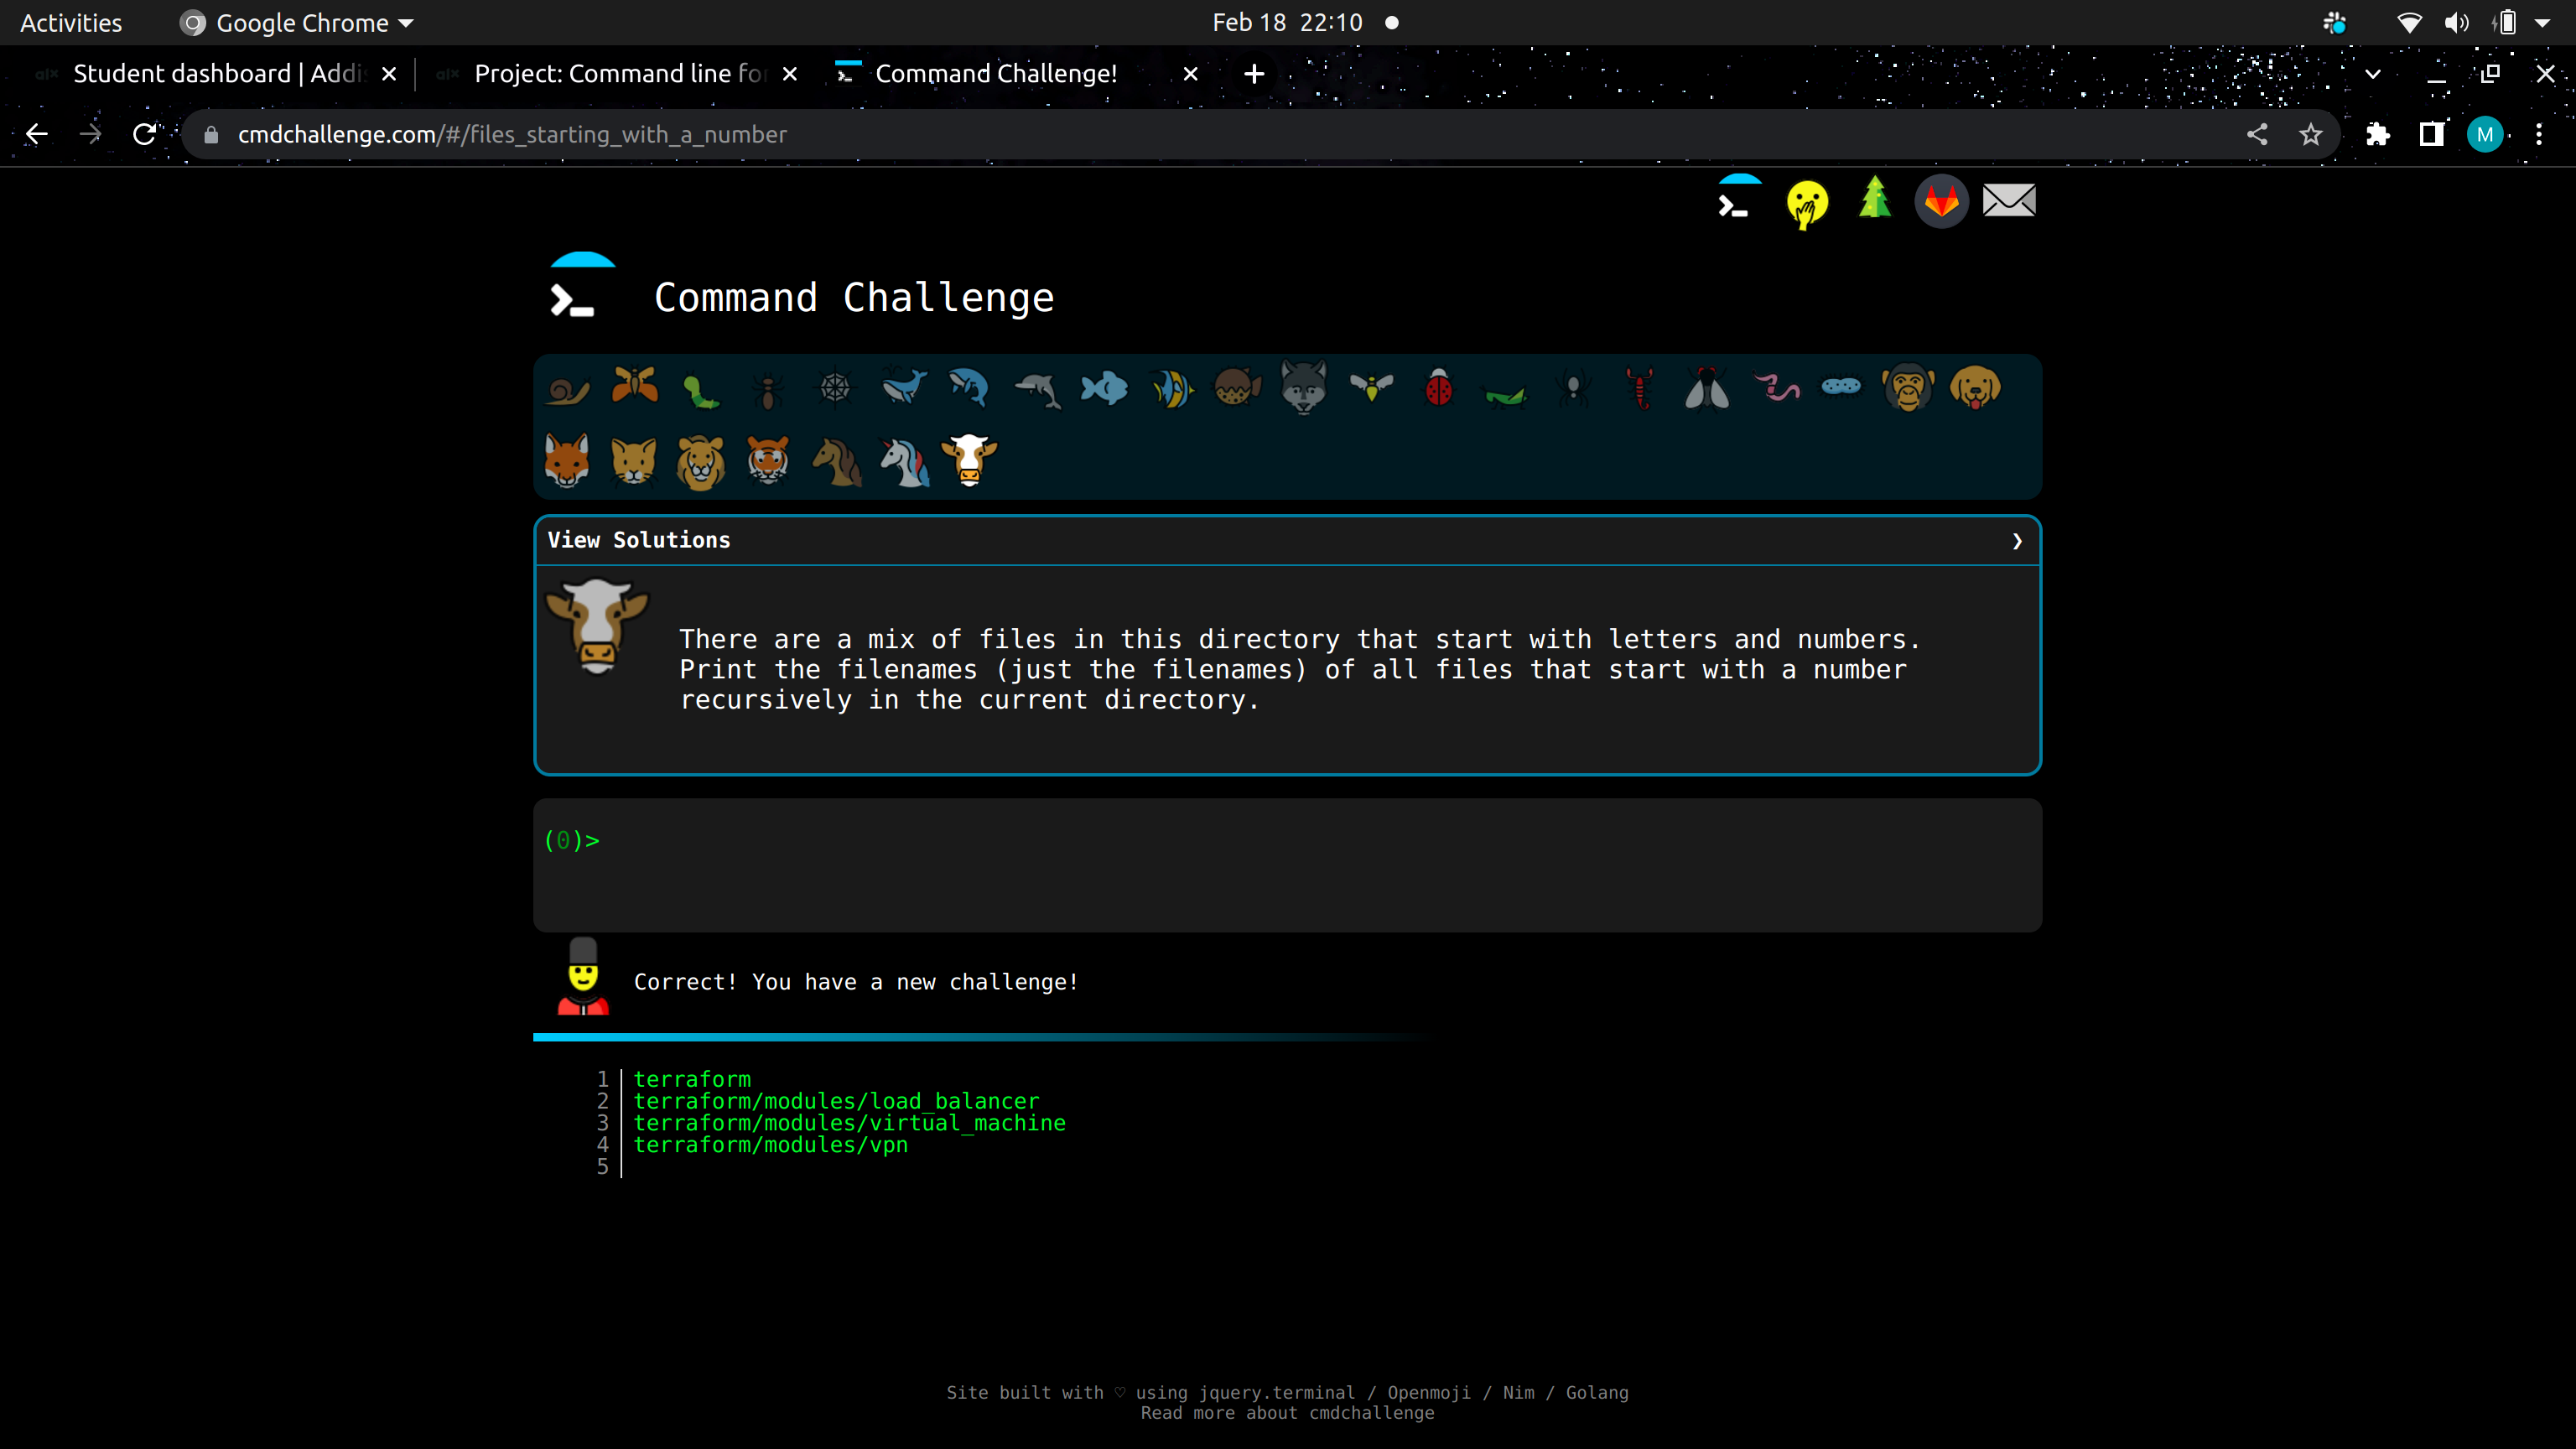 Activities Google Chrome Feb 18 22:10
Student dashboard | Addi Project: Command line fo Command Challenge!
cmdchallenge.com/#/files_starting_with_a_number M
Command Challenge
View Solutions
There are a mix of files in this directory that start with letters and numbers.
Print the filenames (just the filenames) of all files that start with a number
recursively in the current directory.
(0)>
Correct! You have a new challenge!
1 terraform
2 terraform/modules/load_balancer
3 terraform/modules/virtual_machine
4 terraform/modules/vpn
5
Site built with ♡ using jquery.terminal / Openmoji / Nim / Golang
Read more about cmdchallenge